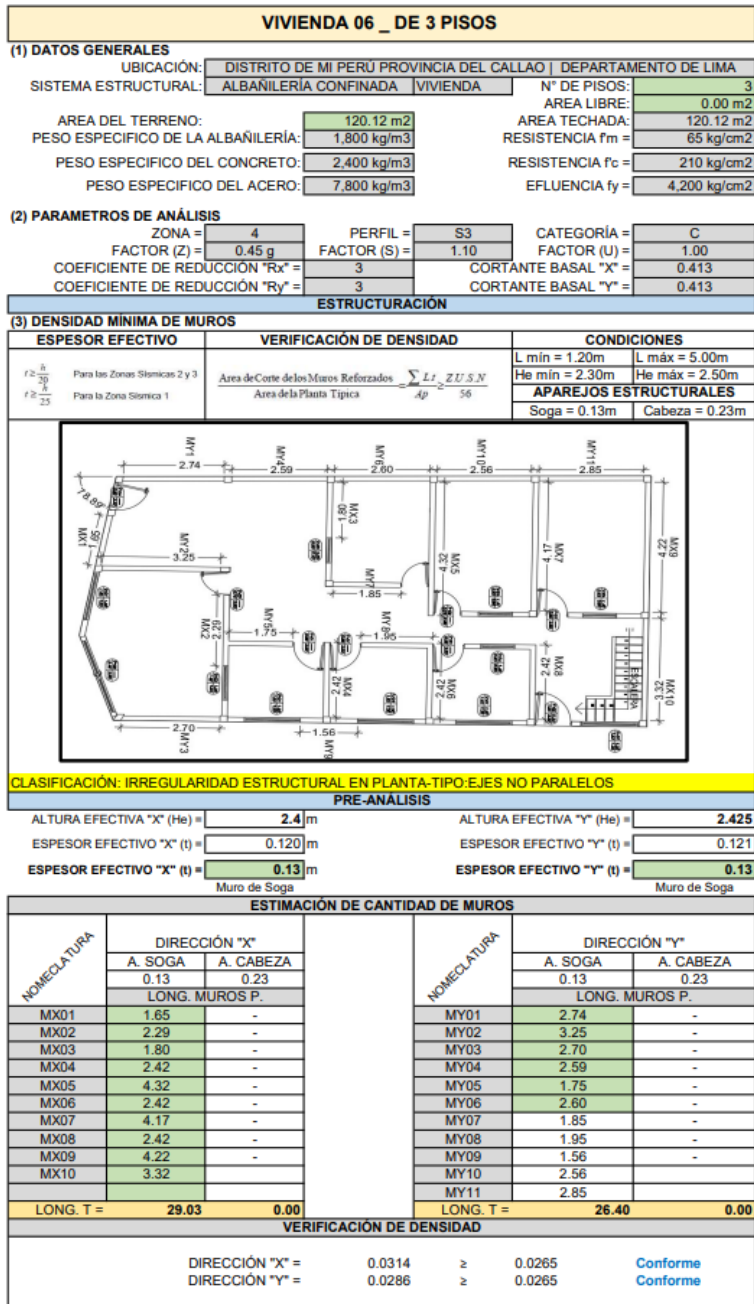 VIVIENDA 06 _ DE 3 PISOS
(1) DATOS GENERALES
UBICACIÓN: DISTRITO DE MI PERÚ PROVINCIA DEL CALLAO | DEPARTAMENTO DE LIMA
SISTEMA ESTRUCTURAL: ALBAÑILERÍA CONFINADA VIVIENDA N° DE PISOS: 3
AREA LIBRE: 0.00 m2
AREA DEL TERRENO: 120.12 m2 AREA TECHADA: 120.12 m2
PESO ESPECIFICO DE LA ALBAÑILERÍA: 1,800 kg/m3 RESISTENCIA f'm = 65 kg/cm2
PESO ESPECIFICO DEL CONCRETO: 2,400 kg/m3 RESISTENCIA f'c = 210 kg/cm2
PESO ESPECIFICO DEL ACERO: 7,800 kg/m3 EFLUENCIA fy = 4,200 kg/cm2
(2) PARAMETROS DE ANÁLISIS
ZONA = 4 PERFIL = S3 CATEGORÍA = C
FACTOR (Z) = 0.45 g FACTOR (S) = 1.10 FACTOR (U) = 1.00
COEFICIENTE DE REDUCCIÓN "Rx" = 3 CORTANTE BASAL "X" = 0.413
COEFICIENTE DE REDUCCIÓN "Ry" = 3 CORTANTE BASAL "Y" = 0.413
ESTRUCTURACIÓN
(3) DENSIDAD MÍNIMA DE MUROS
ESPESOR EFECTIVO VERIFICACIÓN DE DENSIDAD CONDICIONES
t ≥ h/20 Para las Zonas Sísmicas 2 y 3
t ≥ h/25 Para la Zona Sísmica 1
Area de Corte de los Muros Reforzados / Area de la Planta Tipica = ∑ L t / Ap ≥ Z U.S.N / 56
L mín = 1.20m L máx = 5.00m
He mín = 2.30m He máx = 2.50m
APAREJOS ESTRUCTURALES
Soga = 0.13m Cabeza = 0.23m
MY1 MY4 MY6 MY10 MY11
2.74 2.59 2.60 2.56 2.85
78.89°
MX1 1.65
MY2
3.25
MX3 1.80
MX5 4.32
MX7 4.17
MX9 4.22
MY7
1.85
MX2 2.29
MY5
1.75
MY8
1.95
MX4 2.42
MX6 2.42
MX8 2.42
ESCALERA
MX10 3.32
2.70
MY3
1.56
MY9
CLASIFICACIÓN: IRREGULARIDAD ESTRUCTURAL EN PLANTA-TIPO:EJES NO PARALELOS
PRE-ANÁLISIS
ALTURA EFECTIVA "X" (He) = 2.4 m ALTURA EFECTIVA "Y" (He) = 2.425
ESPESOR EFECTIVO "X" (t) = 0.120 m ESPESOR EFECTIVO "Y" (t) = 0.121
ESPESOR EFECTIVO "X" (t) = 0.13 m ESPESOR EFECTIVO "Y" (t) = 0.13
Muro de Soga Muro de Soga
ESTIMACIÓN DE CANTIDAD DE MUROS
NOMECLATURA DIRECCIÓN "X" NOMECLATURA DIRECCIÓN "Y"
A. SOGA A. CABEZA A. SOGA A. CABEZA
0.13 0.23 0.13 0.23
LONG. MUROS P. LONG. MUROS P.
MX01 1.65 - MY01 2.74 -
MX02 2.29 - MY02 3.25 -
MX03 1.80 - MY03 2.70 -
MX04 2.42 - MY04 2.59 -
MX05 4.32 - MY05 1.75 -
MX06 2.42 - MY06 2.60 -
MX07 4.17 - MY07 1.85 -
MX08 2.42 - MY08 1.95 -
MX09 4.22 - MY09 1.56 -
MX10 3.32 MY10 2.56
MY11 2.85
LONG. T = 29.03 0.00 LONG. T = 26.40 0.00
VERIFICACIÓN DE DENSIDAD
DIRECCIÓN "X" = 0.0314 ≥ 0.0265 Conforme
DIRECCIÓN "Y" = 0.0286 ≥ 0.0265 Conforme